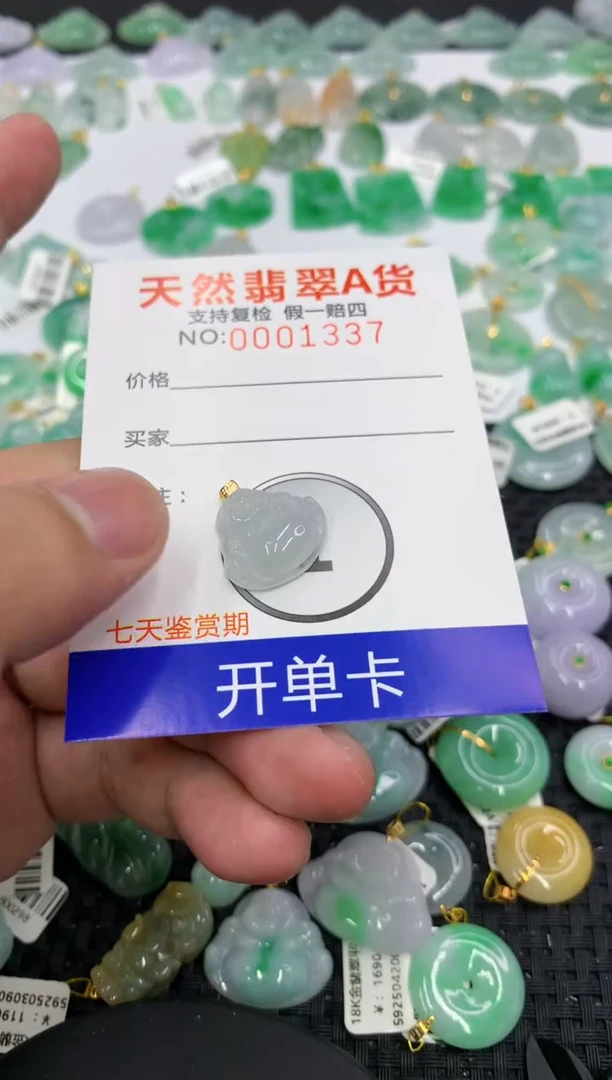 天然翡翠A货
支持复检 假一赔四
NO:0001337
价格
买家
注：
七天鉴赏期
开单卡